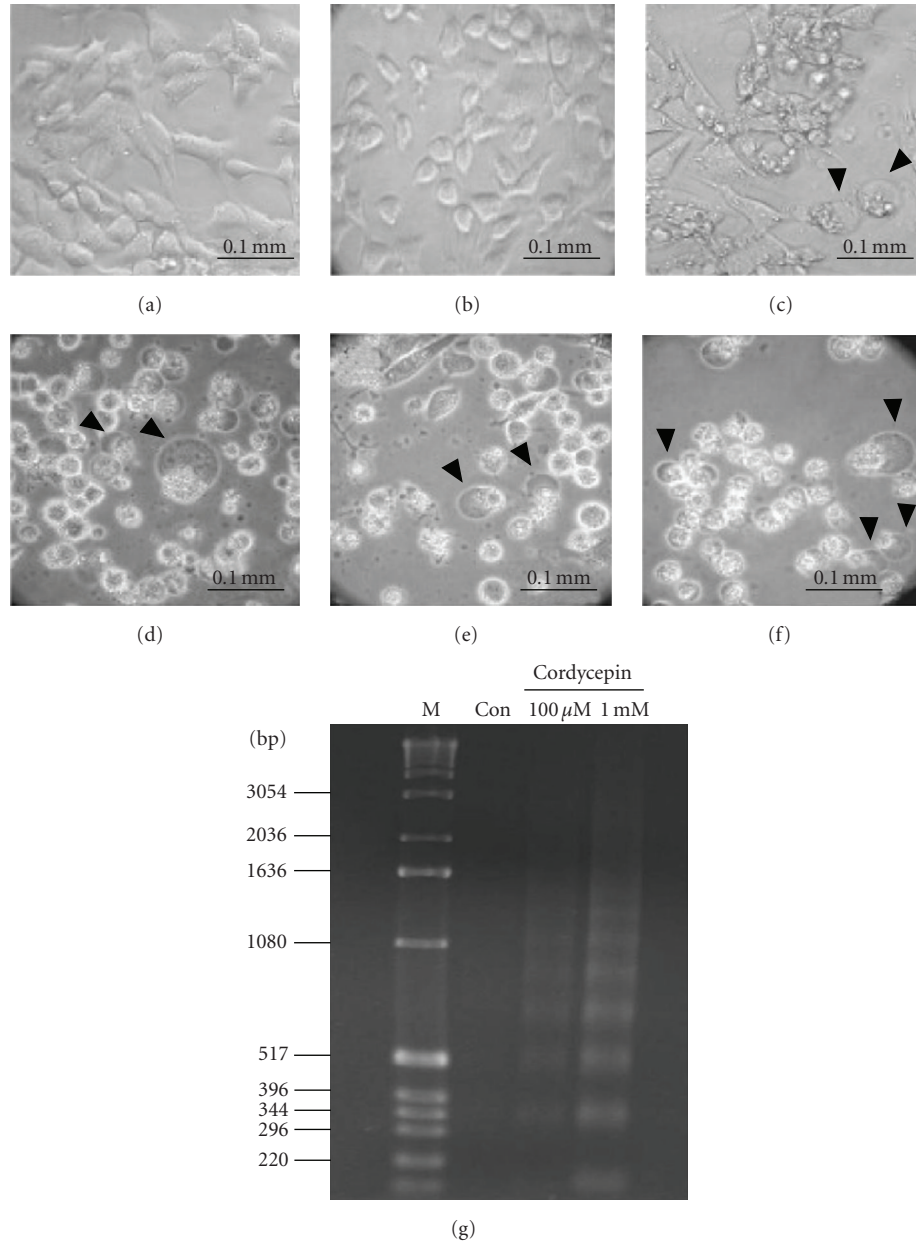 0.1 mm 0.1 mm 0.1 mm
(a) (b) (c)
0.1 mm 0.1 mm 0.1 mm
(d) (e) (f)
Cordycepin
M Con 100 µM 1 mM
(bp)
3054
2036
1636
1080
517
396
344
296
220
(g)